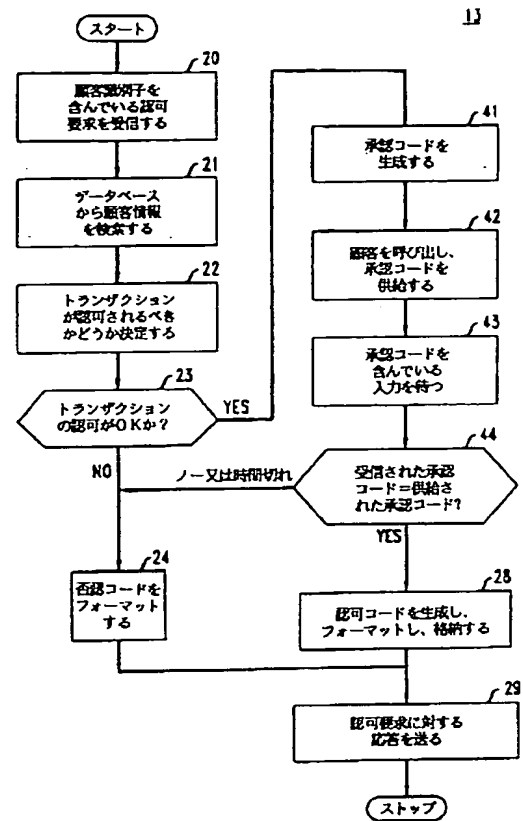 13
スタート
20
顧客識別子を
含んでいる認可
要求を受信する
21
データベース
から顧客情報
を検索する
22
トランザクション
が認可されるべき
かどうか決定する
23
トランザクション
の認可がOKか?
YES
NO
24
否認コードを
フォーマット
する
41
承認コードを
生成する
42
顧客を呼び出し、
承認コードを
供給する
43
承認コードを
含んでいる
入力を待つ
44
受信された承認
コード=供給さ
れた承認コード?
ノー又は時間切れ
YES
28
認可コードを生成し、
フォーマットし、格納する
29
認可要求に対する
応答を送る
ストップ